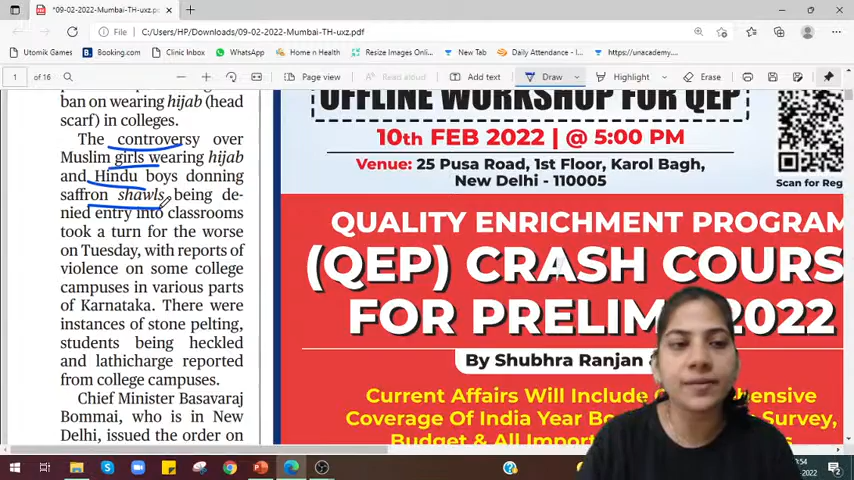 *09-02-2022-Mumbai-TH-uxz.pdf
File
C:/Users/HP/Downloads/09-02-2022-Mumbai-TH-uxz.pdf
Utomik Games
Booking.com
Clinic Inbox
WhatsApp
Home n Health
Resize Images Onl...
New Tab
Daily Attendance - I...
https://unacademy...
1
of 16
Page view
Read aloud
Add text
Draw
Highlight
Erase
ban on wearing hijab (head
scarf) in colleges.
The controversy over
Muslim girls wearing hijab
and Hindu boys donning
saffron shawls being de-
nied entry into classrooms
took a turn for the worse
on Tuesday, with reports of
violence on some college
campuses in various parts
of Karnataka. There were
instances of stone pelting,
students being heckled
and lathicharge reported
from college campuses.
Chief Minister Basavaraj
Bommai, who is in New
Delhi, issued the order on
OFFLINE WORKSHOP FOR QEP
10th FEB 2022 | @ 5:00 PM
Venue: 25 Pusa Road, 1st Floor, Karol Bagh,
New Delhi - 110005
Scan for Reg
QUALITY ENRICHMENT PROGRAM
(QEP) CRASH COURS
FOR PRELIM 2022
By Shubhra Ranjan &
Current Affairs Will Include
Coverage Of India Year Survey,
Budget & All